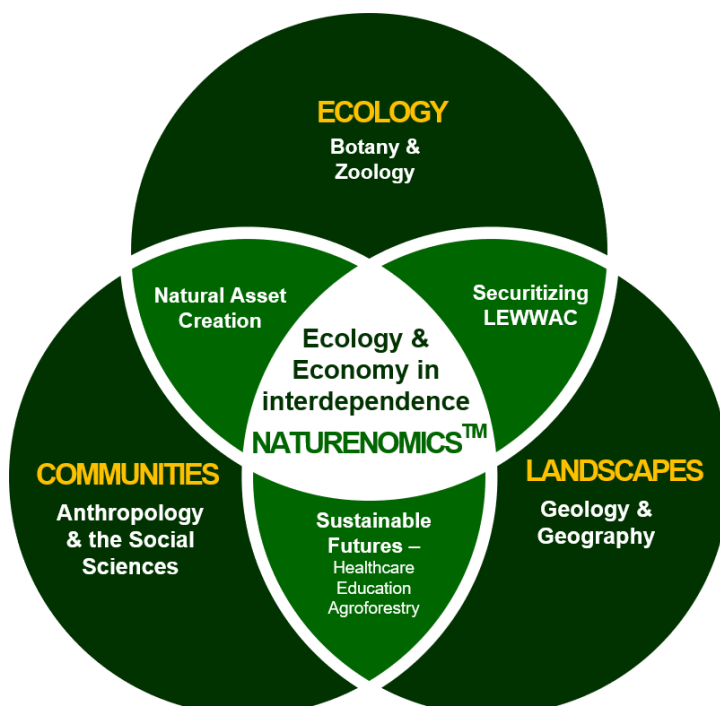 ECOLOGY
Botany &
Zoology
Natural Asset
Creation
Securitizing
LEWWAC
Ecology &
Economy in
interdependence
NATURENOMICS™
COMMUNITIES
Anthropology
& the Social
Sciences
LANDSCAPES
Geology &
Geography
Sustainable
Futures –
Healthcare
Education
Agroforestry